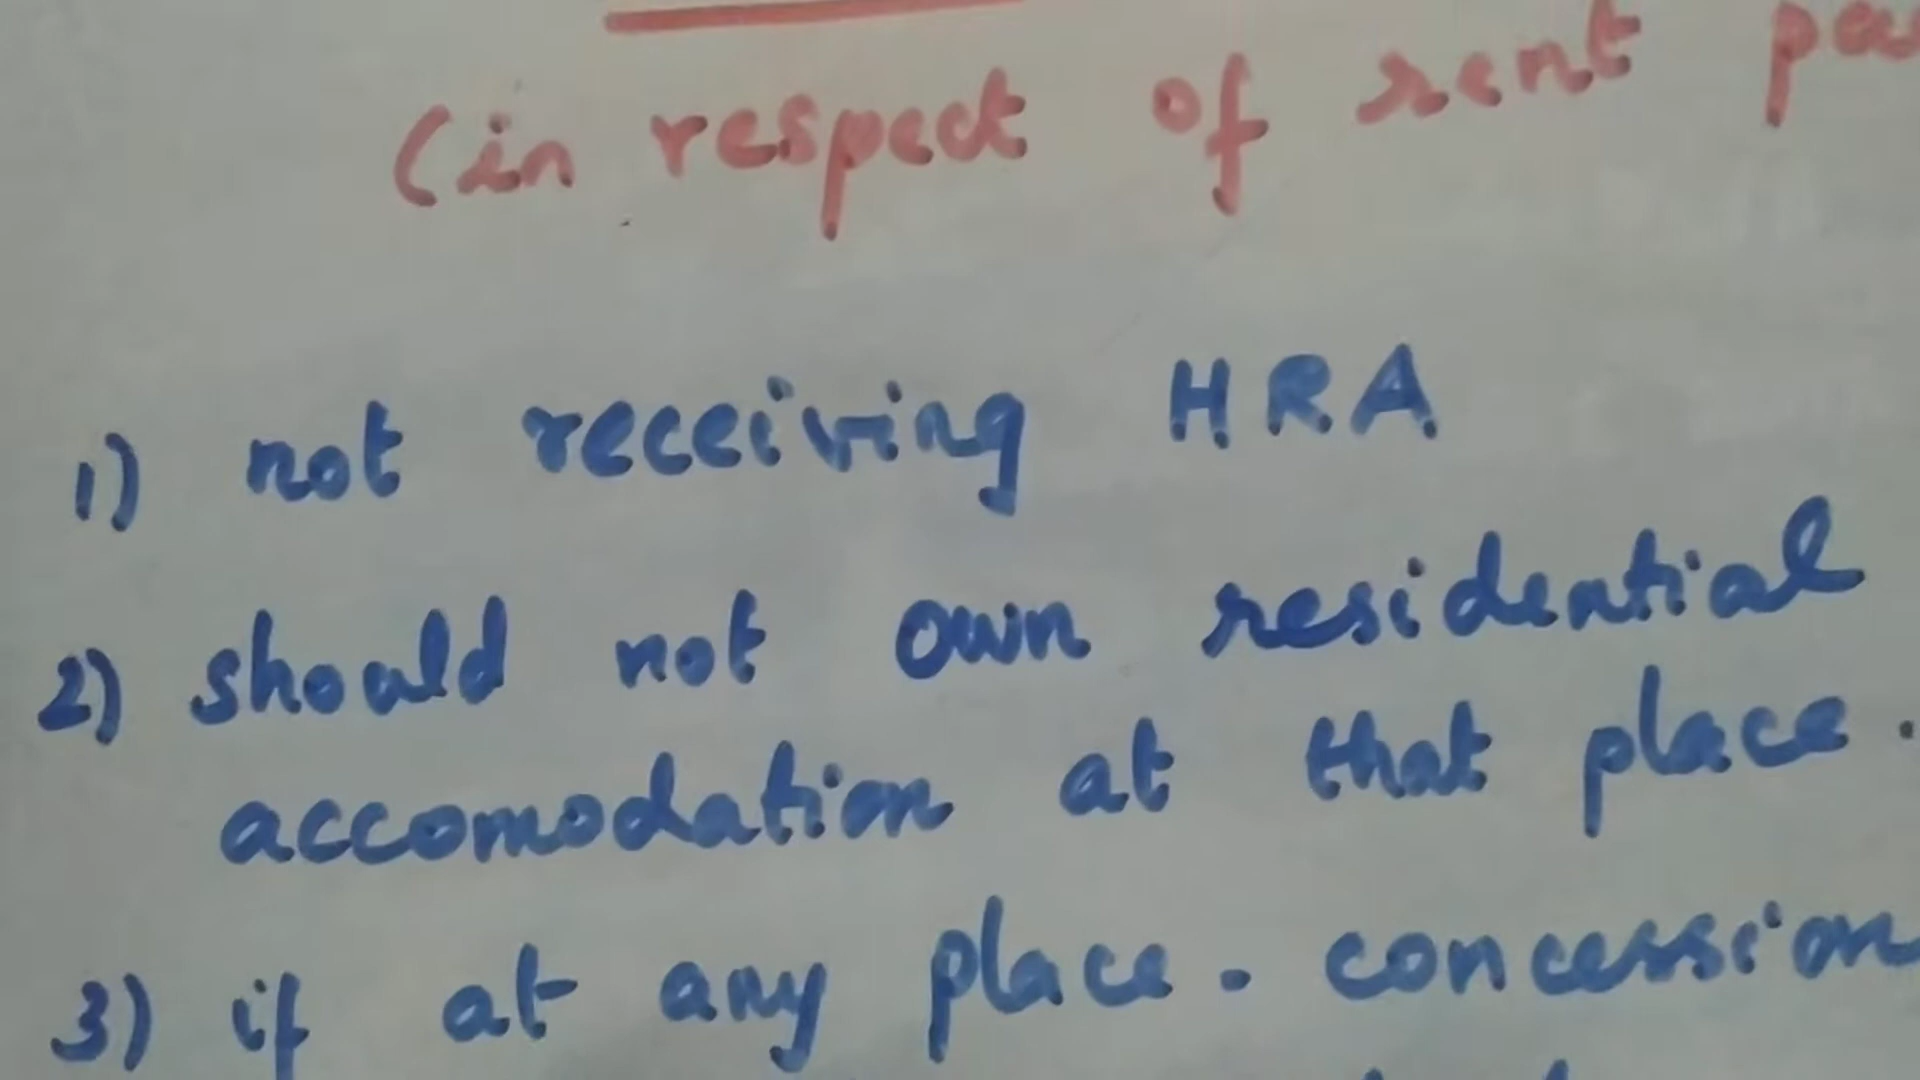 (in respect of rent
1) not receiving HRA
2) should not own residential
accomodation at that place.
3) if at any place. concession